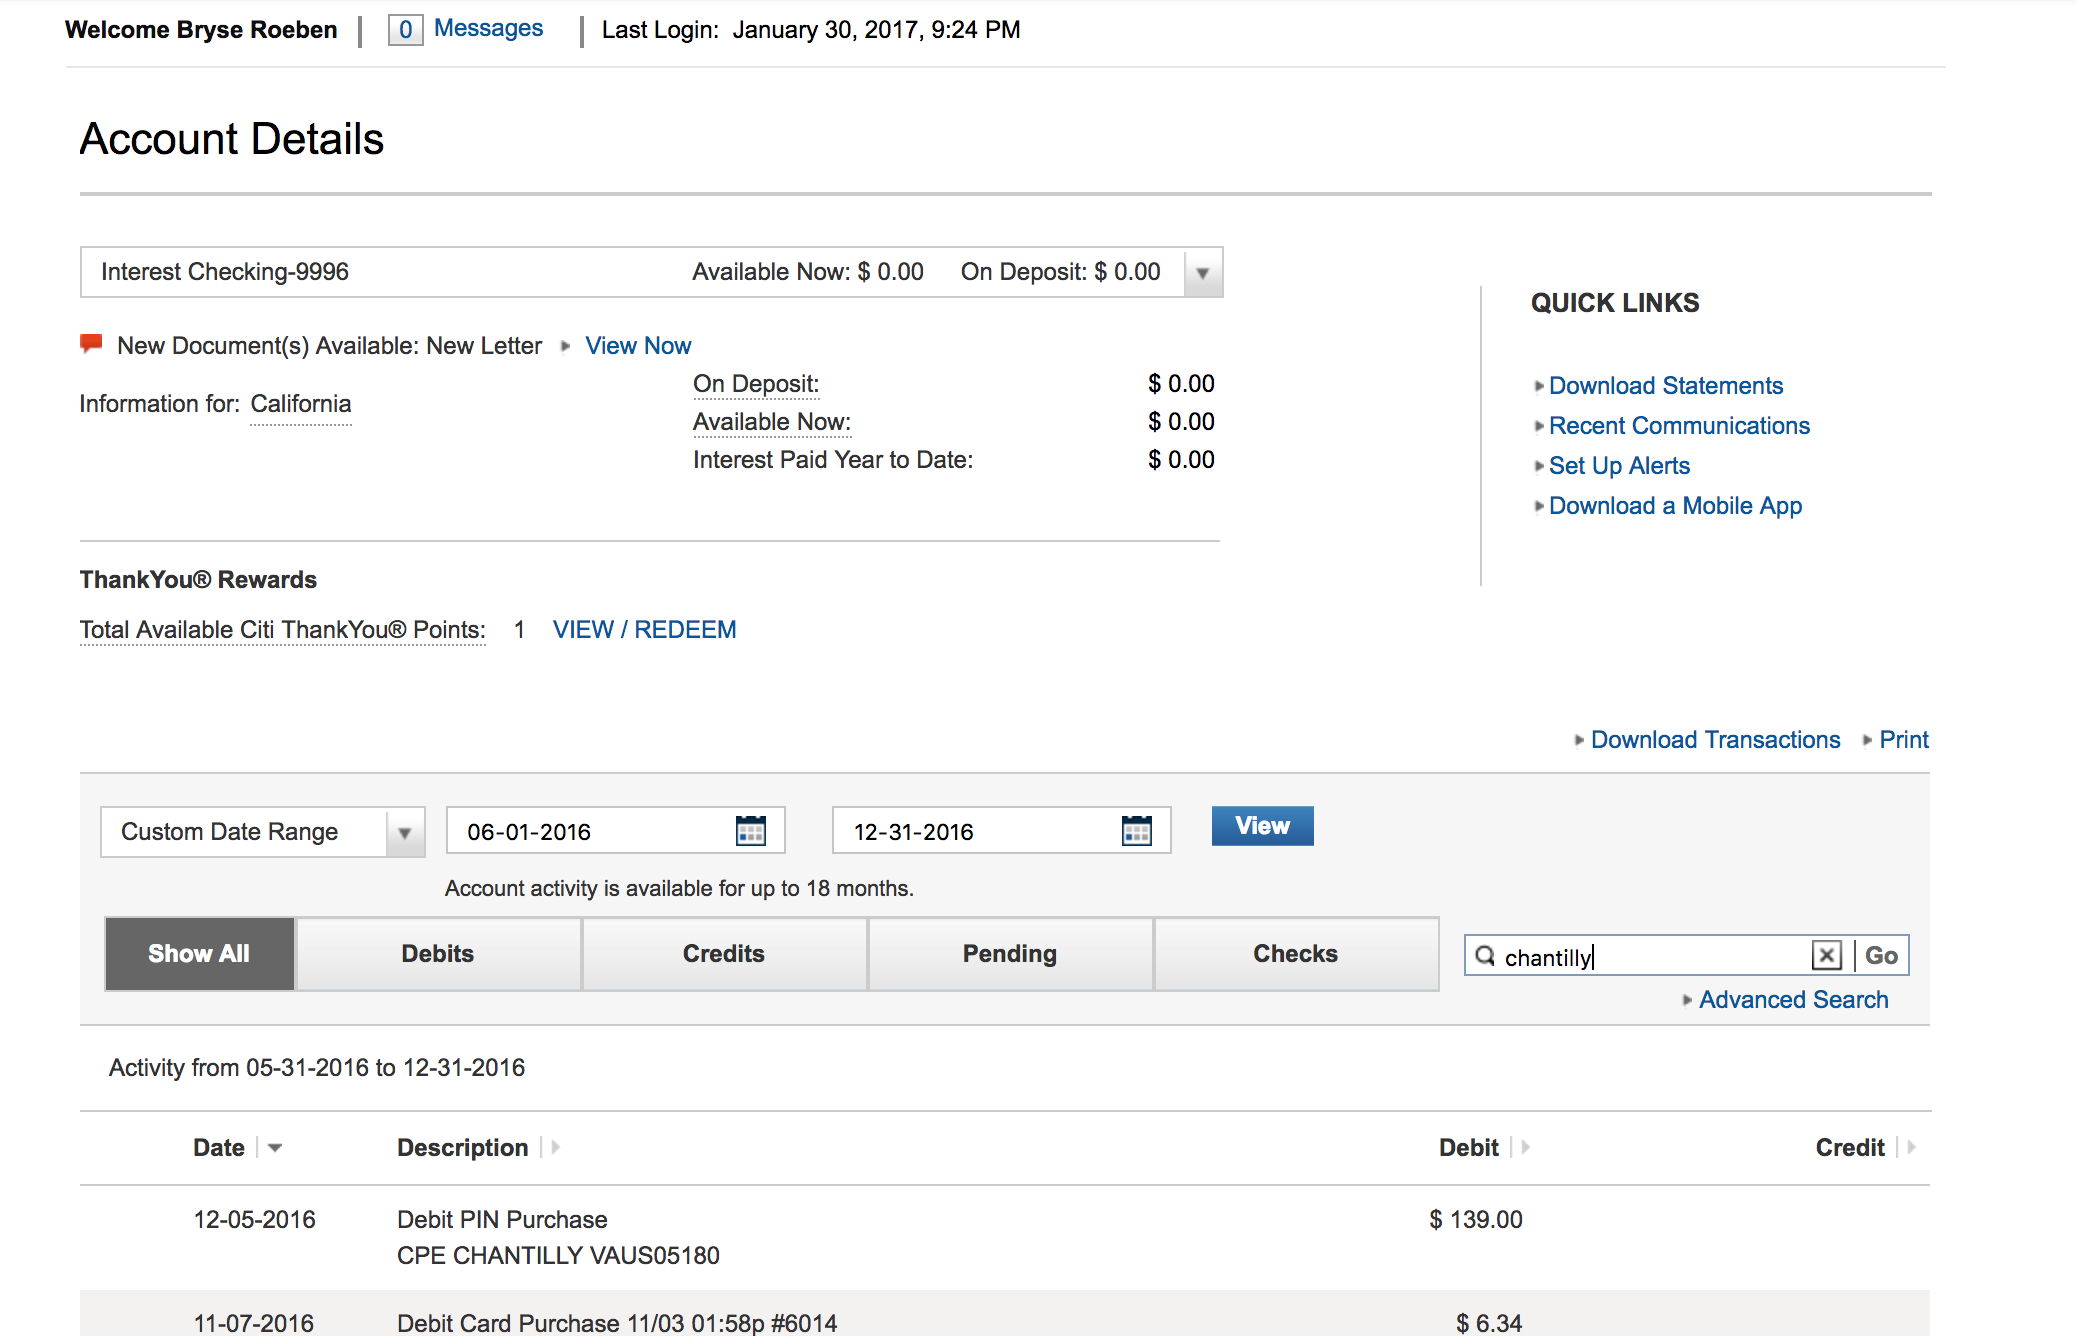 Welcome Bryse Roeben | 0 Messages | Last Login: January 30, 2017, 9:24 PM
Account Details
Interest Checking-9996 Available Now: $ 0.00 On Deposit: $ 0.00
New Document(s) Available: New Letter View Now
Information for: California
On Deposit: $ 0.00
Available Now: $ 0.00
Interest Paid Year to Date: $ 0.00
QUICK LINKS
Download Statements
Recent Communications
Set Up Alerts
Download a Mobile App
ThankYou® Rewards
Total Available Citi ThankYou® Points: 1 VIEW / REDEEM
Download Transactions Print
Custom Date Range 06-01-2016 12-31-2016 View
Account activity is available for up to 18 months.
Show All Debits Credits Pending Checks chantilly Go
Advanced Search
Activity from 05-31-2016 to 12-31-2016
Date Description Debit Credit
12-05-2016 Debit PIN Purchase $ 139.00
CPE CHANTILLY VAUS05180
11-07-2016 Debit Card Purchase 11/03 01:58p #6014 $ 6.34